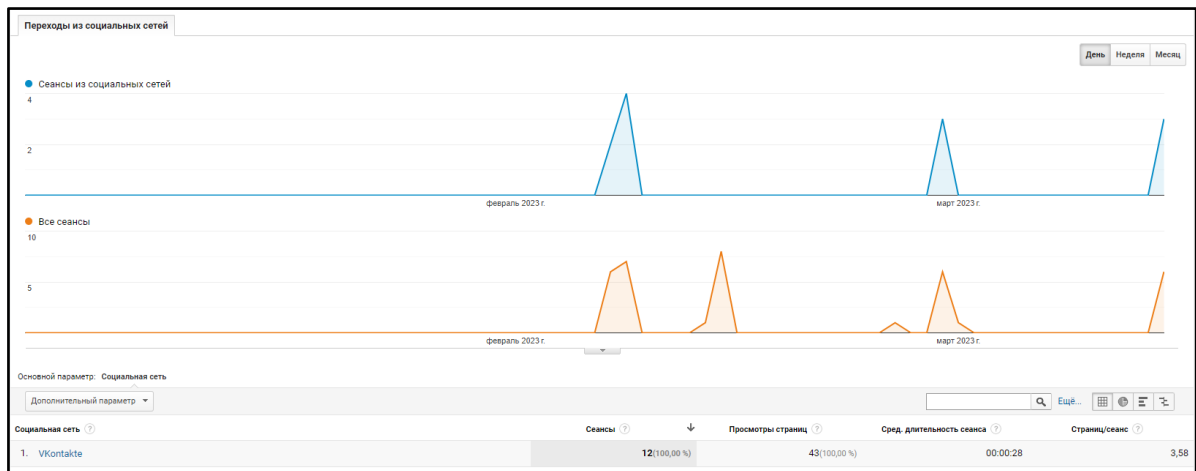 Переходы из социальных сетей
День Неделя Месяц
Сеансы из социальных сетей
4
2
февраль 2023 г. март 2023 г.
Все сеансы
10
5
февраль 2023 г. март 2023 г.
Основной параметр: Социальная сеть
Дополнительный параметр Ещё...
Социальная сеть ? Сеансы ? Просмотры страниц ? Сред. длительность сеанса ? Страниц/сеанс ?
1. VKontakte 12(100,00 %) 43(100,00 %) 00:00:28 3,58